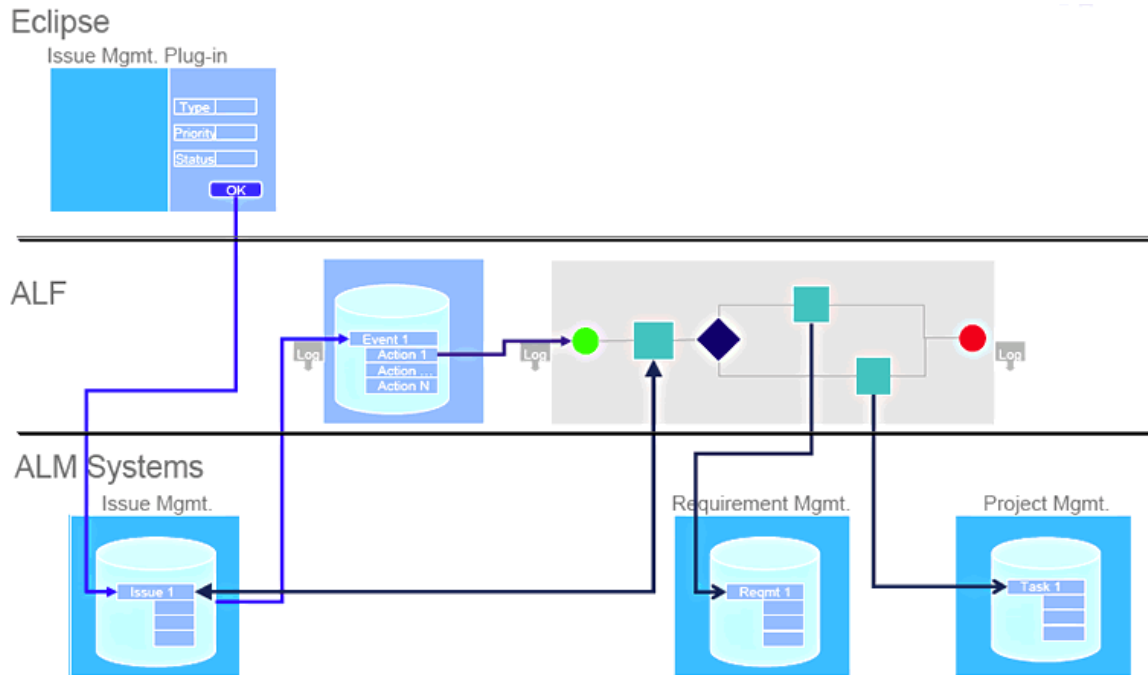 Eclipse
Issue Mgmt. Plug-in
Type
Priority
Status
OK
ALF
Log
Event 1
Action 1
Action ...
Action N
Log
Log
ALM Systems
Issue Mgmt.
Requirement Mgmt.
Project Mgmt.
Issue 1
Reqmt 1
Task 1